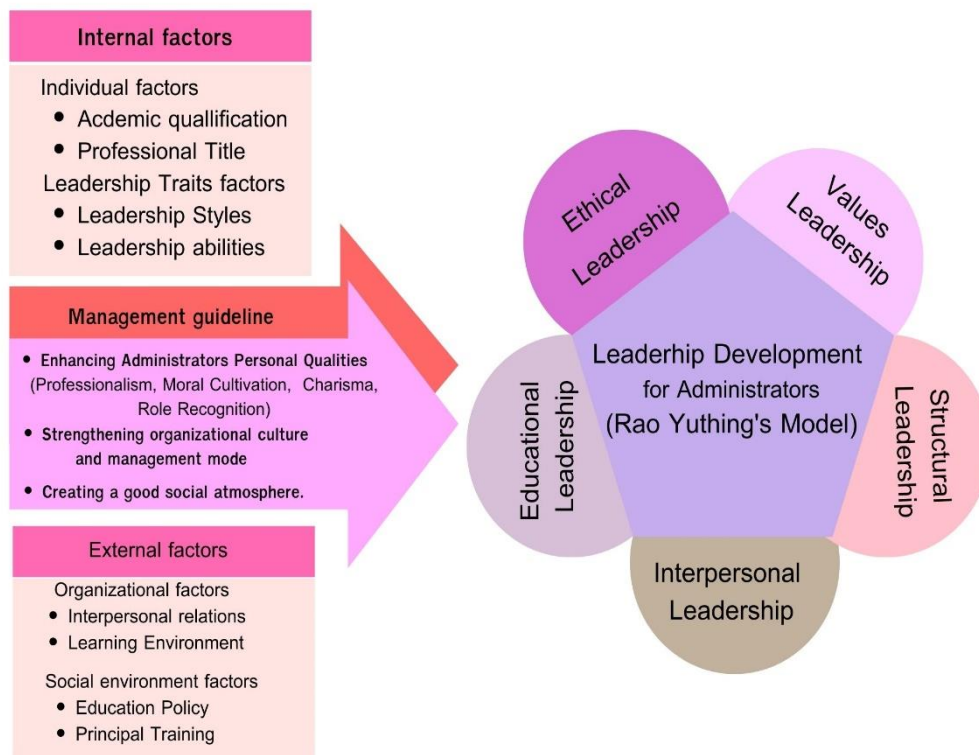 Internal factors
Individual factors
• Acdemic quallification
• Professional Title
Leadership Traits factors
• Leadership Styles
• Leadership abilities
Management guideline
• Enhancing Administrators Personal Qualities
(Professionalism, Moral Cultivation, Charisma,
Role Recognition)
• Strengthening organizational culture
and management mode
• Creating a good social atmosphere.
External factors
Organizational factors
• Interpersonal relations
• Learning Environment
Social environment factors
• Education Policy
• Principal Training
Ethical
Leadership
Values
Leadership
Structural
Leadership
Interpersonal
Leadership
Educational
Leadership
Leaderhip Development
for Administrators
(Rao Yuthing's Model)